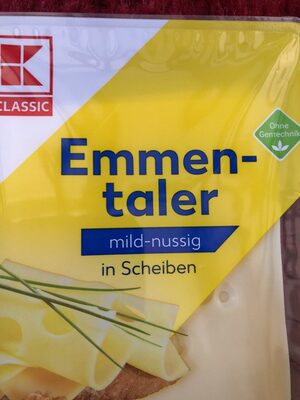 K
CLASSIC
Ohne
Gentechnik
Emmen-
taler
mild-nussig
in Scheiben